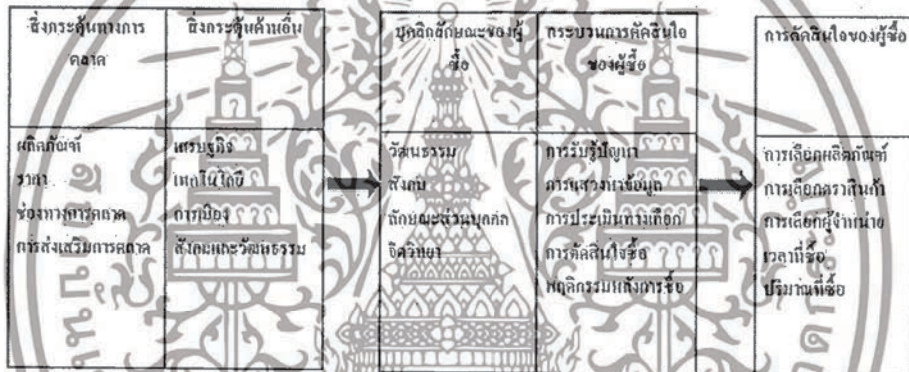 สิ่งกระตุ้นทางการ
ตลาด
สิ่งกระตุ้นด้านอื่น
ผลิตภัณฑ์
ราคา
ช่องทางการตลาด
การส่งเสริมการตลาด
เศรษฐกิจ
เทคโนโลยี
การเมือง
สังคมและวัฒนธรรม
บุคลิกลักษณะของผู้
ซื้อ
กระบวนการตัดสินใจ
ของผู้ซื้อ
วัฒนธรรม
สังคม
ลักษณะส่วนบุคคล
จิตวิทยา
การรับรู้ปัญหา
การแสวงหาข้อมูล
การประเมินทางเลือก
การตัดสินใจซื้อ
พฤติกรรมหลังการซื้อ
การตัดสินใจของผู้ซื้อ
การเลือกผลิตภัณฑ์
การเลือกตราสินค้า
การเลือกผู้จำหน่าย
เวลาที่ซื้อ
ปริมาณที่ซื้อ